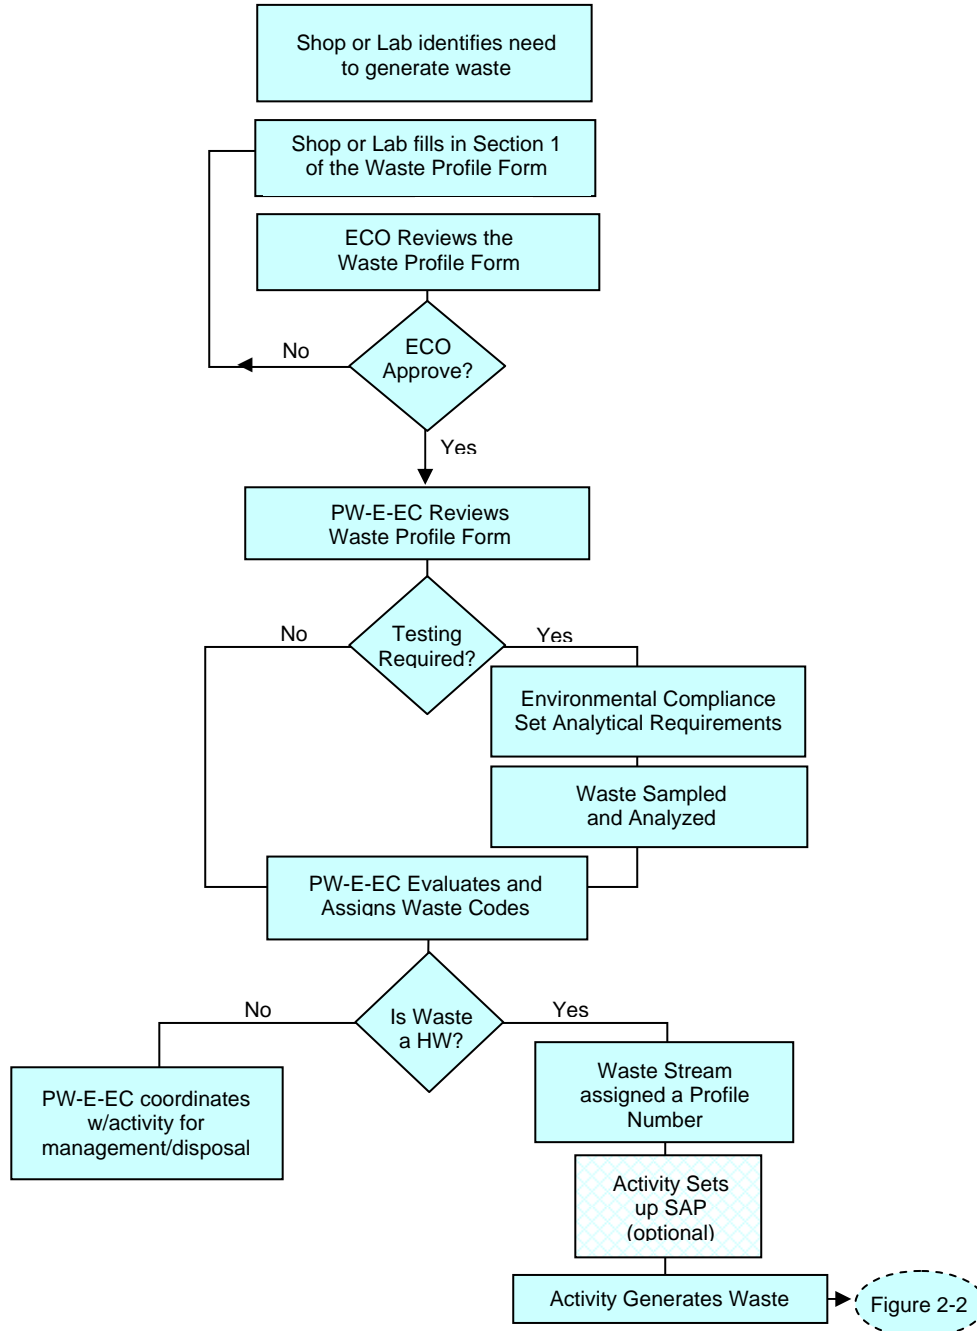 Shop or Lab identifies need
to generate waste
Shop or Lab fills in Section 1
of the Waste Profile Form
ECO Reviews the
Waste Profile Form
No
ECO
Approve?
Yes
PW-E-EC Reviews
Waste Profile Form
No
Testing
Required?
Yes
Environmental Compliance
Set Analytical Requirements
Waste Sampled
and Analyzed
PW-E-EC Evaluates and
Assigns Waste Codes
No
Is Waste
a HW?
Yes
PW-E-EC coordinates
w/activity for
management/disposal
Waste Stream
assigned a Profile
Number
Activity Sets
up SAP
(optional)
Activity Generates Waste
Figure 2-2